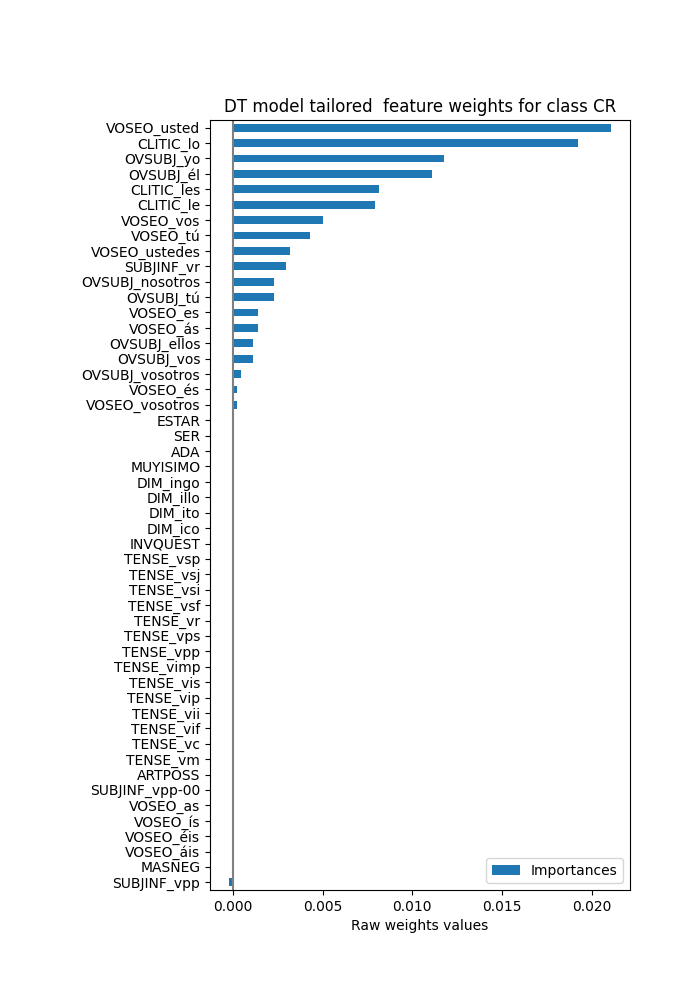 DT model tailored  feature weights for class CR
VOSEO_usted
CLITIC_lo
OVSUBJ_yo
OVSUBJ_él
CLITIC_les
CLITIC_le
VOSEO_vos
VOSEO_tú
VOSEO_ustedes
SUBJINF_vr
OVSUBJ_nosotros
OVSUBJ_tú
VOSEO_es
VOSEO_ás
OVSUBJ_ellos
OVSUBJ_vos
OVSUBJ_vosotros
VOSEO_és
VOSEO_vosotros
ESTAR
SER
ADA
MUYISIMO
DIM_ingo
DIM_illo
DIM_ito
DIM_ico
INVQUEST
TENSE_vsp
TENSE_vsj
TENSE_vsi
TENSE_vsf
TENSE_vr
TENSE_vps
TENSE_vpp
TENSE_vimp
TENSE_vis
TENSE_vip
TENSE_vii
TENSE_vif
TENSE_vc
TENSE_vm
ARTPOSS
SUBJINF_vpp-00
VOSEO_as
VOSEO_ís
VOSEO_éis
VOSEO_áis
MASNEG
SUBJINF_vpp
Importances
0.000 0.005 0.010 0.015 0.020
Raw weights values